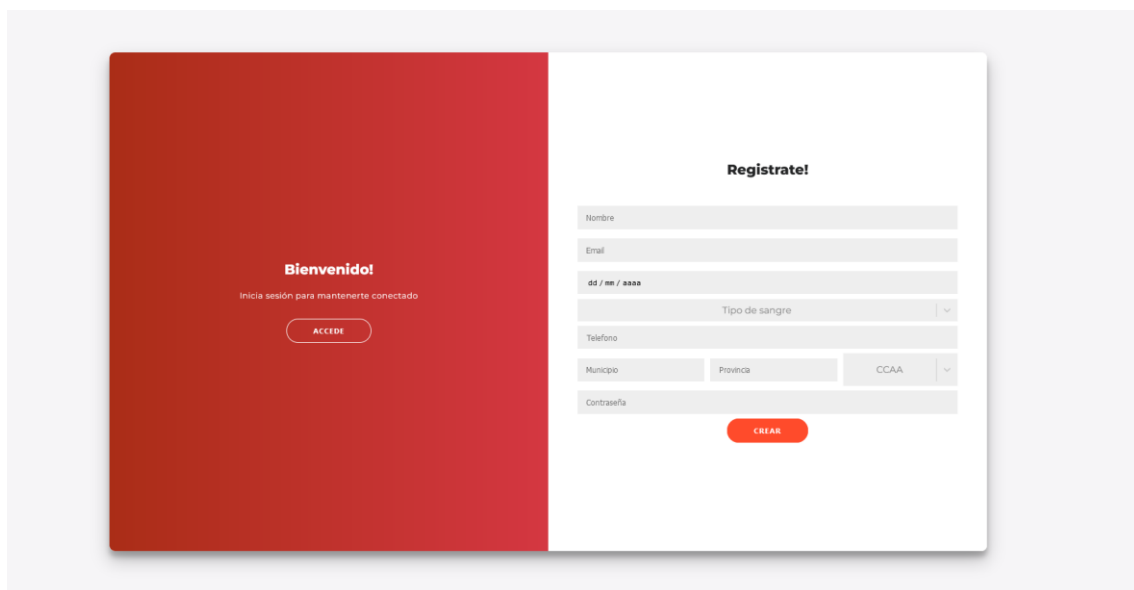 Bienvenido!
Inicia sesión para mantenerte conectado
ACCEDE
Registrate!
Nombre
Email
dd / mm / aaaa
Tipo de sangre
Telefono
Municipio Provincia CCAA
Contraseña
CREAR